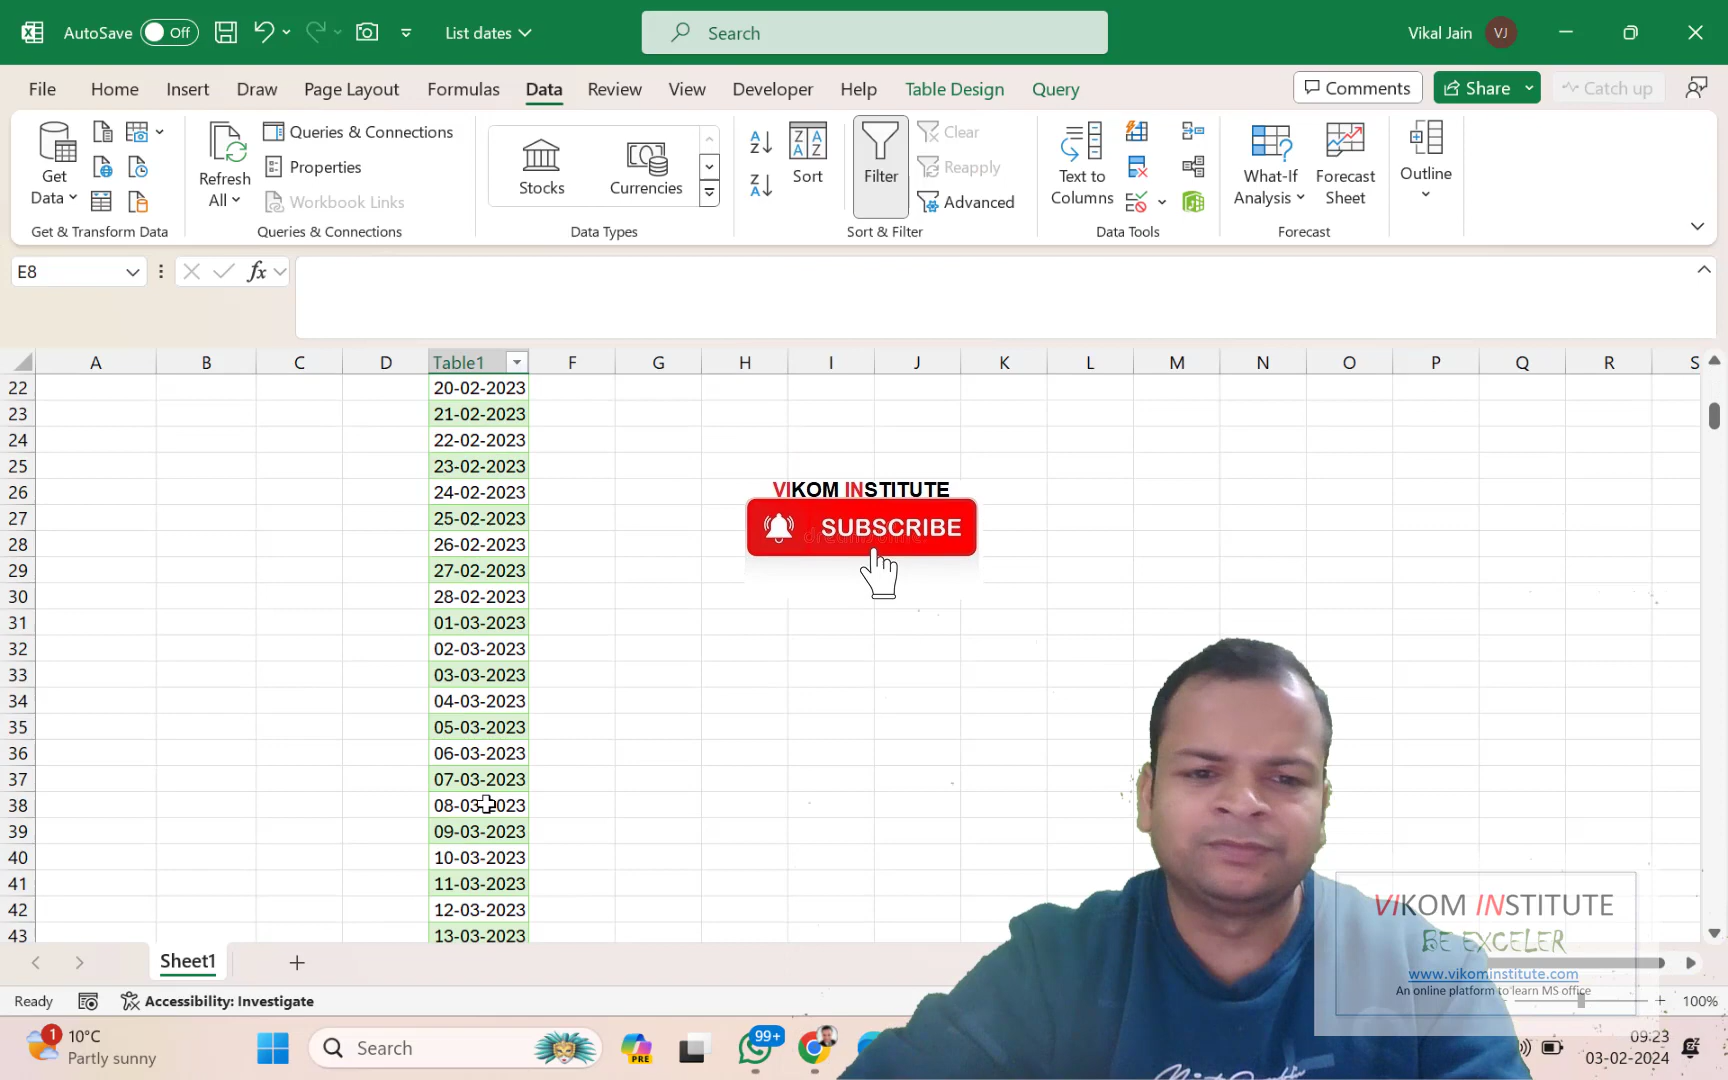 AutoSave Off List dates Search Vikal Jain VJ
File Home Insert Draw Page Layout Formulas Data Review View Developer Help Table Design Query Comments Share Catch up
Get Data
Refresh All
Queries & Connections
Properties
Workbook Links
Stocks
Currencies
Sort
Filter
Clear
Reapply
Advanced
Text to Columns
What-If Analysis
Forecast Sheet
Outline
Get & Transform Data Queries & Connections Data Types Sort & Filter Data Tools Forecast
E8 fx
A B C D Table1 F G H I J K L M N O P Q R S
22 20-02-2023
23 21-02-2023
24 22-02-2023
25 23-02-2023
26 24-02-2023
27 25-02-2023
28 26-02-2023
29 27-02-2023
30 28-02-2023
31 01-03-2023
32 02-03-2023
33 03-03-2023
34 04-03-2023
35 05-03-2023
36 06-03-2023
37 07-03-2023
38 08-03-2023
39 09-03-2023
40 10-03-2023
41 11-03-2023
42 12-03-2023
43 13-03-2023
VIKOM INSTITUTE
SUBSCRIBE
VIKOM INSTITUTE
BE EXCELER
www.vikominstitute.com
An online platform to learn MS office
Sheet1
Ready Accessibility: Investigate 100%
1 10°C
Partly sunny
Search
PRE
99+
09:23
03-02-2024